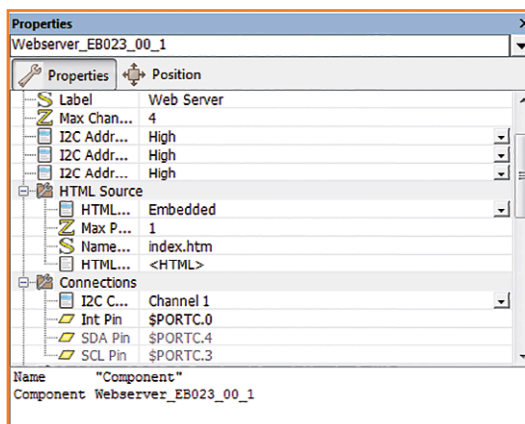 Properties
Webserver_EB023_00_1
Properties Position
Label Web Server
Max Chan... 4
I2C Addr... High
I2C Addr... High
I2C Addr... High
HTML Source
HTML... Embedded
Max P... 1
Name... index.htm
HTML... <HTML>
Connections
I2C C... Channel 1
Int Pin $PORTC.0
SDA Pin $PORTC.4
SCL Pin $PORTC.3
Name "Component"
Component Webserver_EB023_00_1